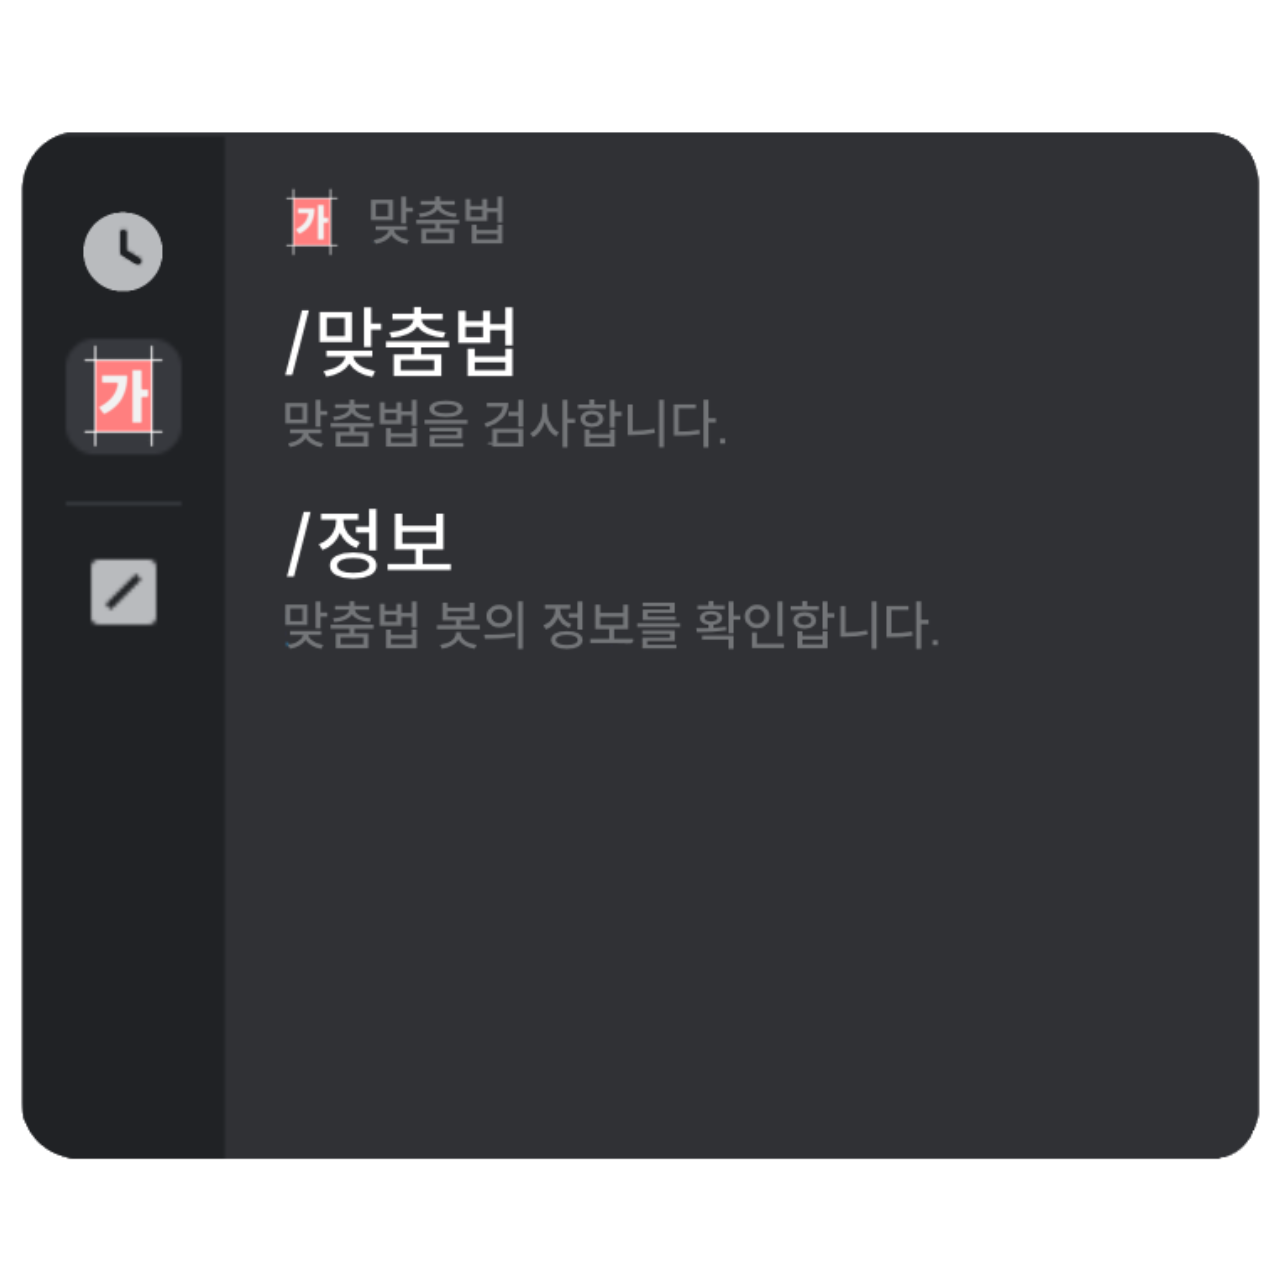 가
가 맞춤법
/맞춤법
맞춤법을 검사합니다.
/정보
맞춤법 봇의 정보를 확인합니다.